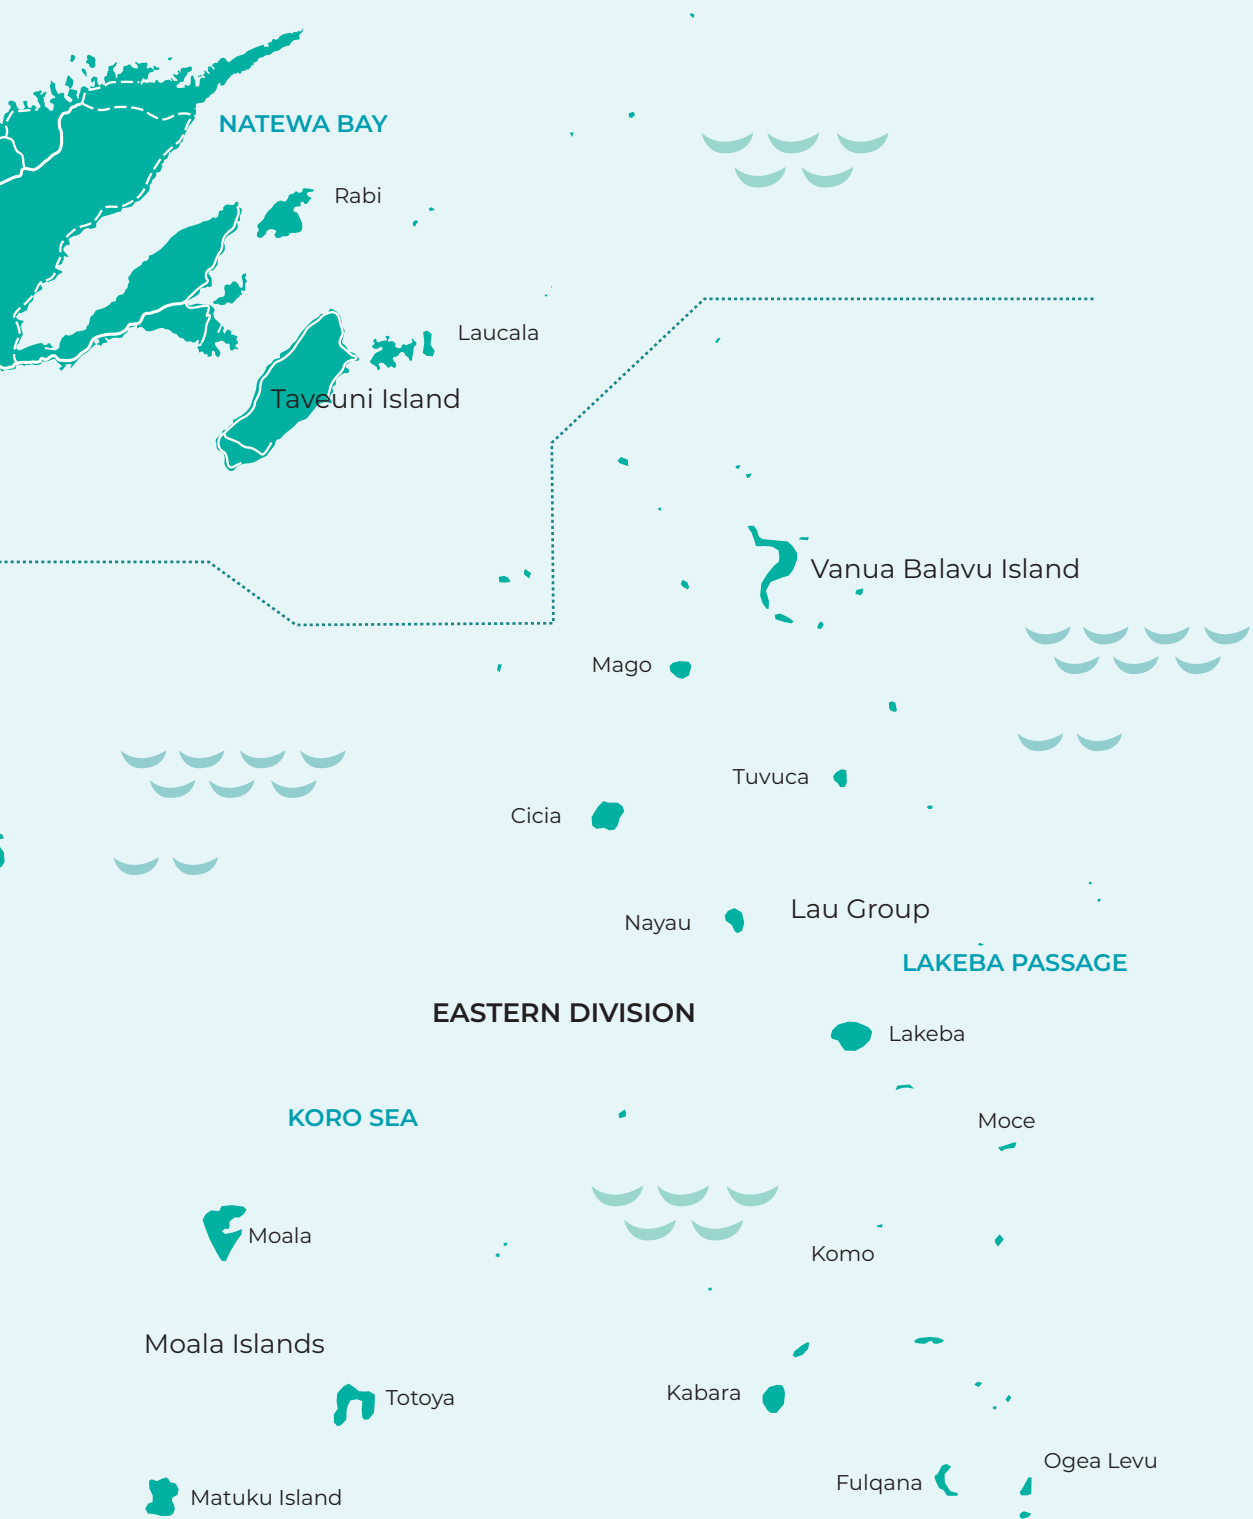 NATEWA BAY
Rabi
Laucala
Taveuni Island
Vanua Balavu Island
Mago
Tuvuca
Cicia
Lau Group
Nayau
LAKEBA PASSAGE
EASTERN DIVISION
Lakeba
KORO SEA
Moce
Moala
Komo
Moala Islands
Kabara
Totoya
Ogea Levu
Fulqana
Matuku Island